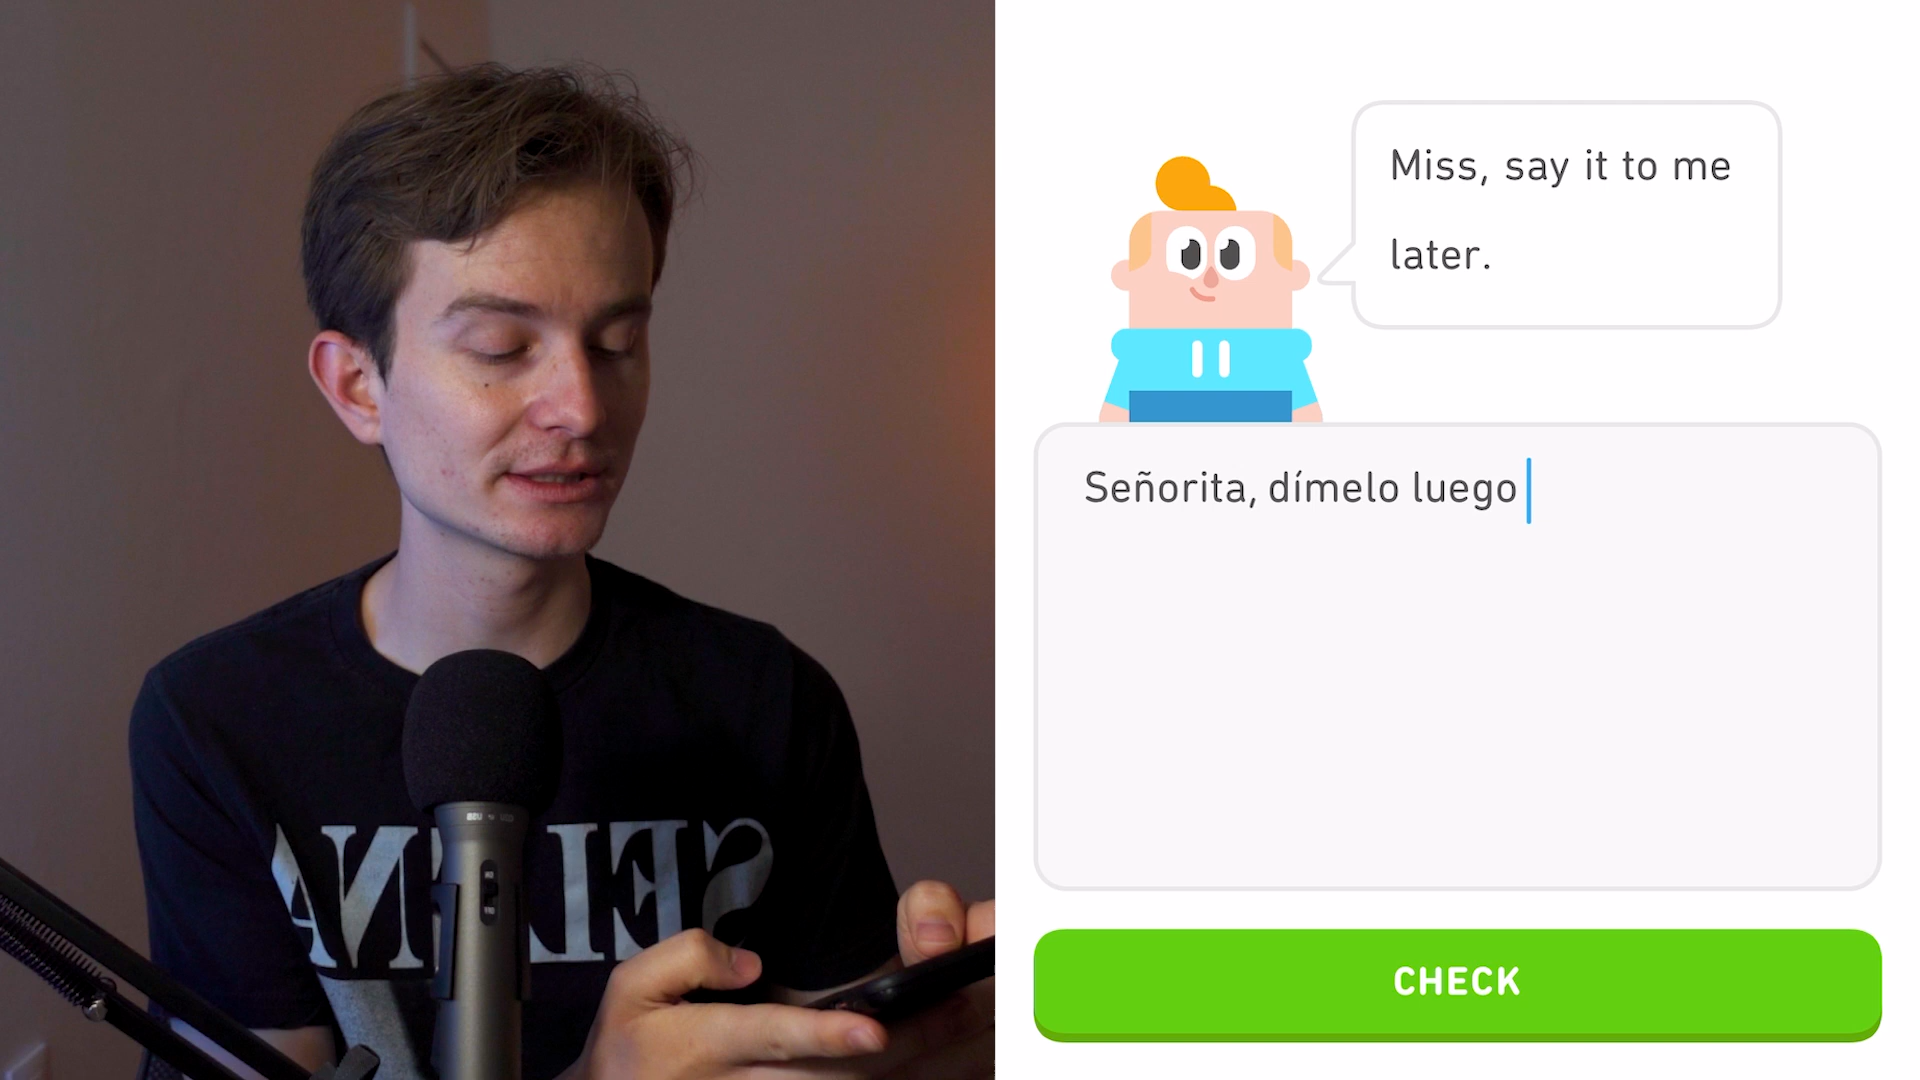 Miss, say it to me
later.
Señorita, dímelo luego
CHECK